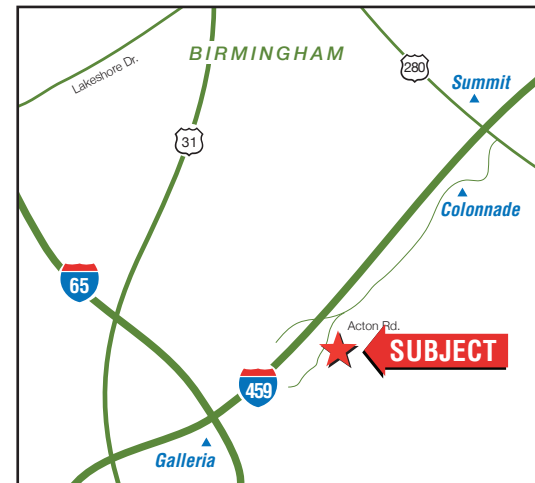 BIRMINGHAM
Lakeshore Dr.
280
Summit
31
Colonnade
65
Acton Rd.
SUBJECT
459
Galleria